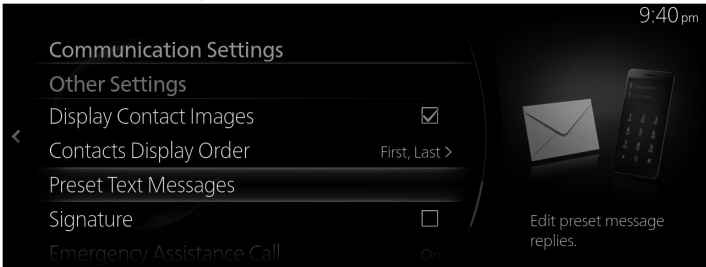 9:40 pm
Communication Settings
Other Settings
Display Contact Images
Contacts Display Order First, Last >
Preset Text Messages
Signature
Emergency Assistance Call On
Edit preset message
replies.